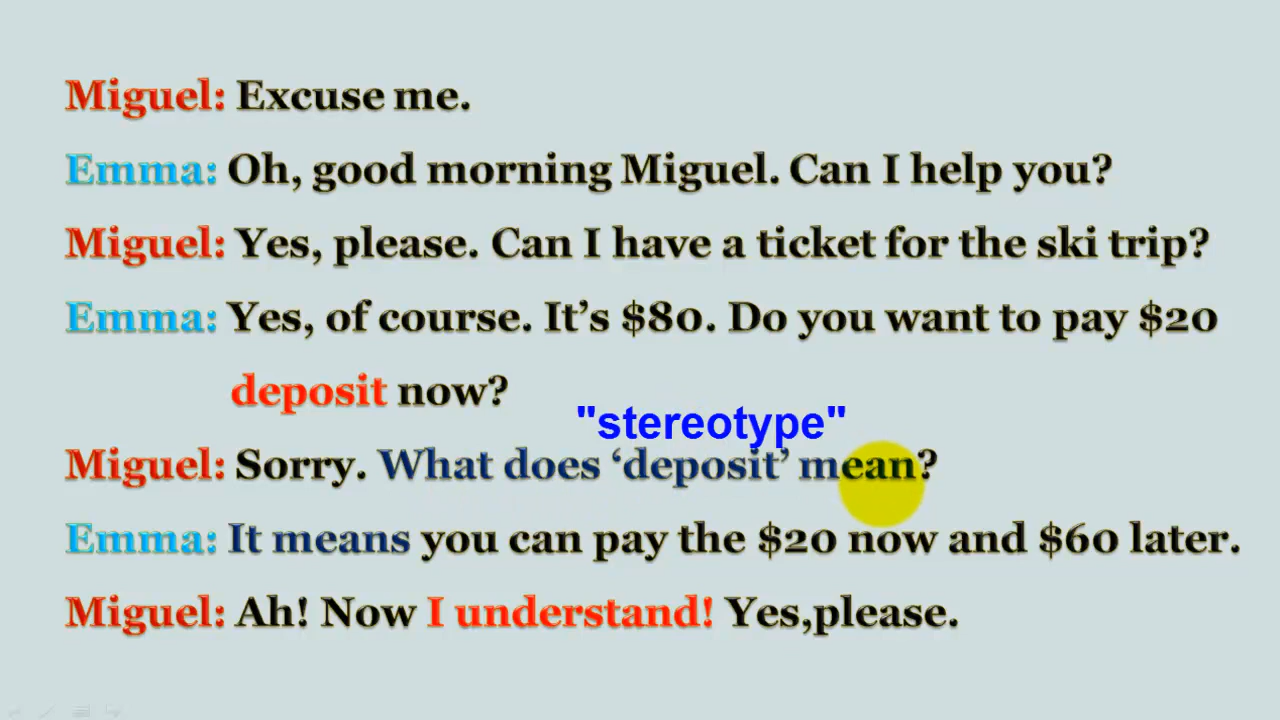 Miguel: Excuse me.
Emma: Oh, good morning Miguel. Can I help you?
Miguel: Yes, please. Can I have a ticket for the ski trip?
Emma: Yes, of course. It’s $80. Do you want to pay $20
deposit now?
"stereotype"
Miguel: Sorry. What does ‘deposit’ mean?
Emma: It means you can pay the $20 now and $60 later.
Miguel: Ah! Now I understand! Yes,please.